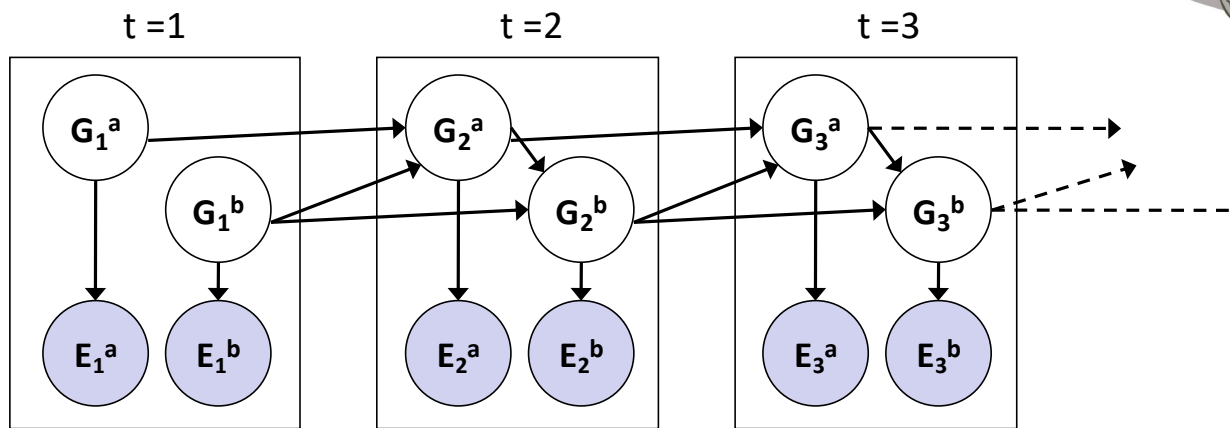 t =1 t =2 t =3
G₁ᵃ G₂ᵃ G₃ᵃ
G₁ᵇ G₂ᵇ G₃ᵇ
E₁ᵃ E₁ᵇ E₂ᵃ E₂ᵇ E₃ᵃ E₃ᵇ